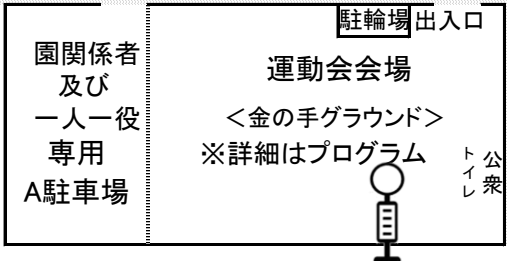 駐輪場 出入口
園関係者
及び
一人一役
専用
A駐車場
運動会会場
＜金の手グラウンド＞
※詳細はプログラム
公衆
トイレ